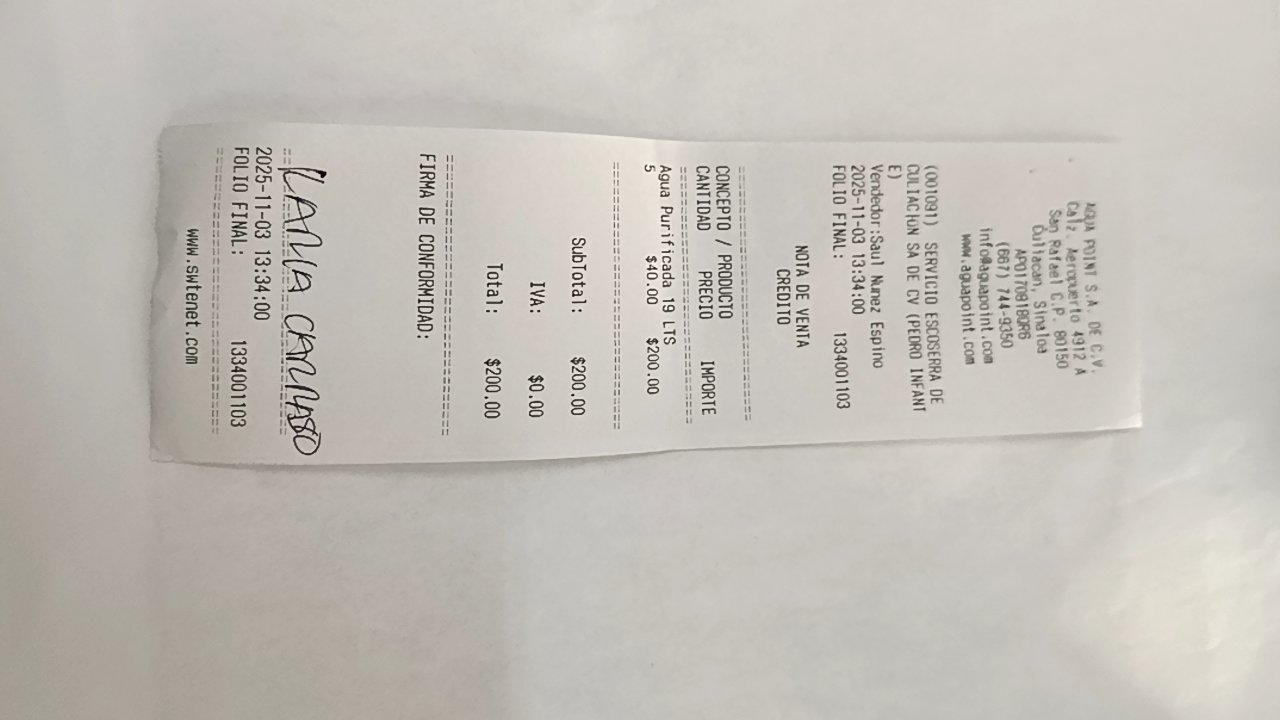 AGUA POINT S.A. DE C.V.
Calz. Aeropuerto 4912 A
San Rafael C.P. 80150
Culiacan, Sinaloa
APO170918QR6
(667) 744-9350
info@aguapoint.com
www.aguapoint.com
(001091) SERVICIO ESCOSERRA DE
CULIACAN SA DE CV (PEDRO INFANT
E)
Vendedor:Saul Nunez Espino
2025-11-03 13:34:00
FOLIO FINAL: 1334001103
NOTA DE VENTA
CREDITO
CONCEPTO / PRODUCTO
CANTIDAD PRECIO IMPORTE
Agua Purificada 19 LTS
5 $40.00 $200.00
SubTotal: $200.00
IVA: $0.00
Total: $200.00
FIRMA DE CONFORMIDAD:
2025-11-03 13:34:00
FOLIO FINAL: 1334001103
www.swtenet.com